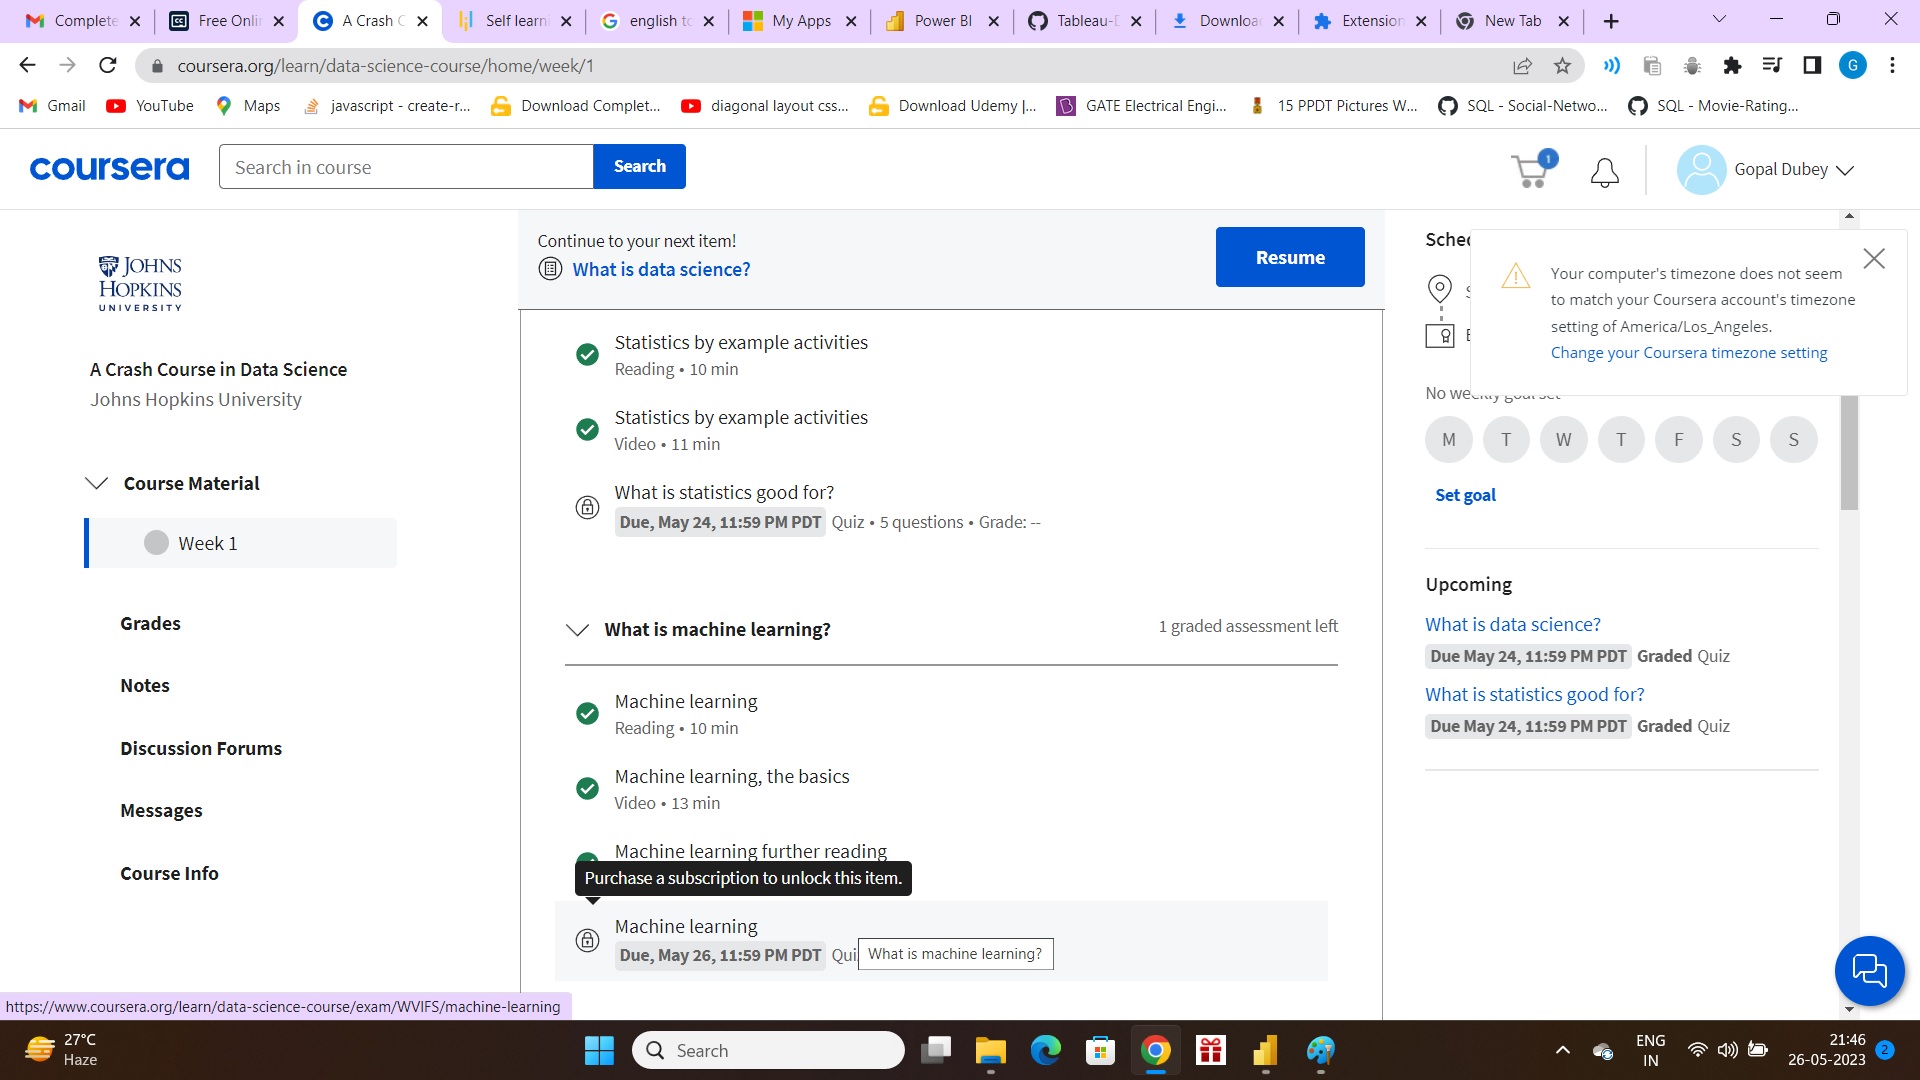 Complete
Free Onlin
A Crash C
Self learni
english to
My Apps
Power BI
Tableau-D
Downloa
Extension
New Tab
coursera.org/learn/data-science-course/home/week/1
G
Gmail
YouTube
Maps
javascript - create-r...
Download Complet...
diagonal layout css...
Download Udemy |...
GATE Electrical Engi...
15 PPDT Pictures W...
SQL - Social-Netwo...
SQL - Movie-Rating...
coursera
Search in course
Search
1
Gopal Dubey
JOHNS
HOPKINS
UNIVERSITY
A Crash Course in Data Science
Johns Hopkins University
Course Material
Week 1
Grades
Notes
Discussion Forums
Messages
Course Info
Continue to your next item!
What is data science?
Resume
Statistics by example activities
Reading • 10 min
Statistics by example activities
Video • 11 min
What is statistics good for?
Due, May 24, 11:59 PM PDT Quiz • 5 questions • Grade: --
What is machine learning?
1 graded assessment left
Machine learning
Reading • 10 min
Machine learning, the basics
Video • 13 min
Machine learning further reading
Purchase a subscription to unlock this item.
Machine learning
Due, May 26, 11:59 PM PDT Qui
What is machine learning?
Sched
Your computer's timezone does not seem
to match your Coursera account's timezone
setting of America/Los_Angeles.
Change your Coursera timezone setting
No weekly goal set
M T W T F S S
Set goal
Upcoming
What is data science?
Due May 24, 11:59 PM PDT Graded Quiz
What is statistics good for?
Due May 24, 11:59 PM PDT Graded Quiz
https://www.coursera.org/learn/data-science-course/exam/WVIFS/machine-learning
27°C
Haze
Search
ENG
IN
21:46
26-05-2023
2